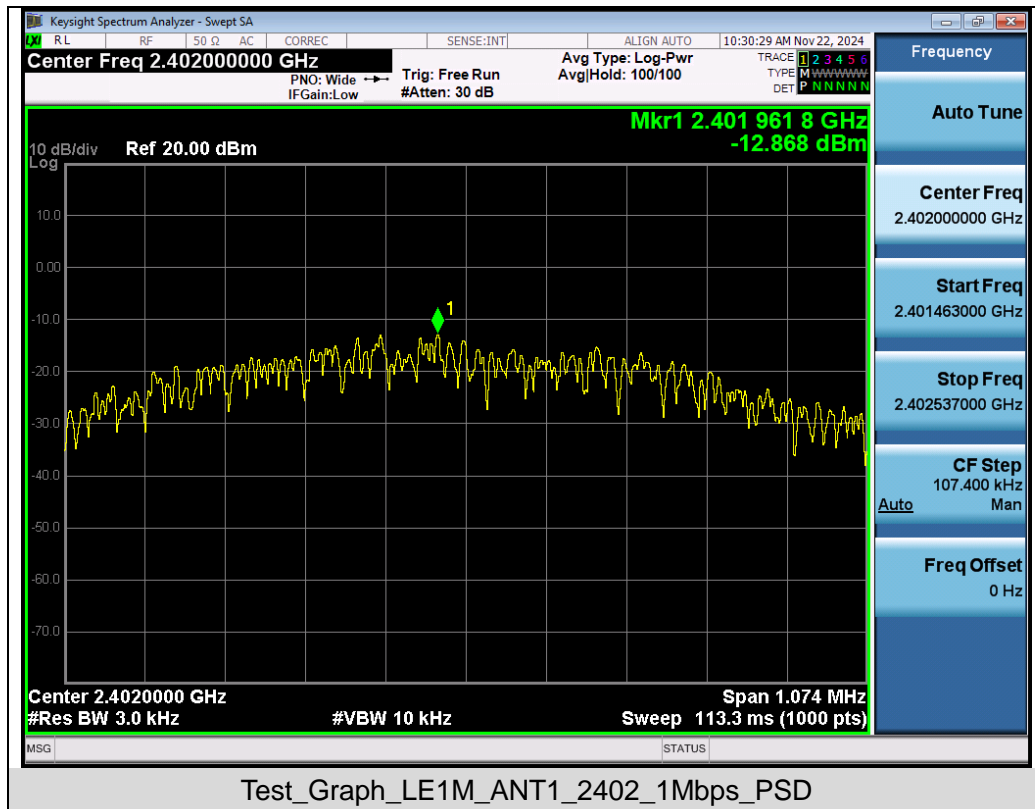 Keysight Spectrum Analyzer - Swept SA
LXI RL RF 50 Ω AC CORREC SENSE:INT ALIGN AUTO 10:30:29 AM Nov 22, 2024
Center Freq 2.402000000 GHz
PNO: Wide
IFGain:Low
Trig: Free Run
#Atten: 30 dB
Avg Type: Log-Pwr
Avg|Hold: 100/100
TRACE 1 2 3 4 5 6
TYPE M WWWWW
DET P N N N N N
Mkr1 2.401 961 8 GHz
-12.868 dBm
10 dB/div Ref 20.00 dBm
Log
10.0
0.00
1
-10.0
-20.0
-30.0
-40.0
-50.0
-60.0
-70.0
Center 2.4020000 GHz Span 1.074 MHz
#Res BW 3.0 kHz #VBW 10 kHz Sweep 113.3 ms (1000 pts)
MSG STATUS
Frequency
Auto Tune
Center Freq
2.402000000 GHz
Start Freq
2.401463000 GHz
Stop Freq
2.402537000 GHz
CF Step
107.400 kHz
Auto Man
Freq Offset
0 Hz
Test_Graph_LE1M_ANT1_2402_1Mbps_PSD